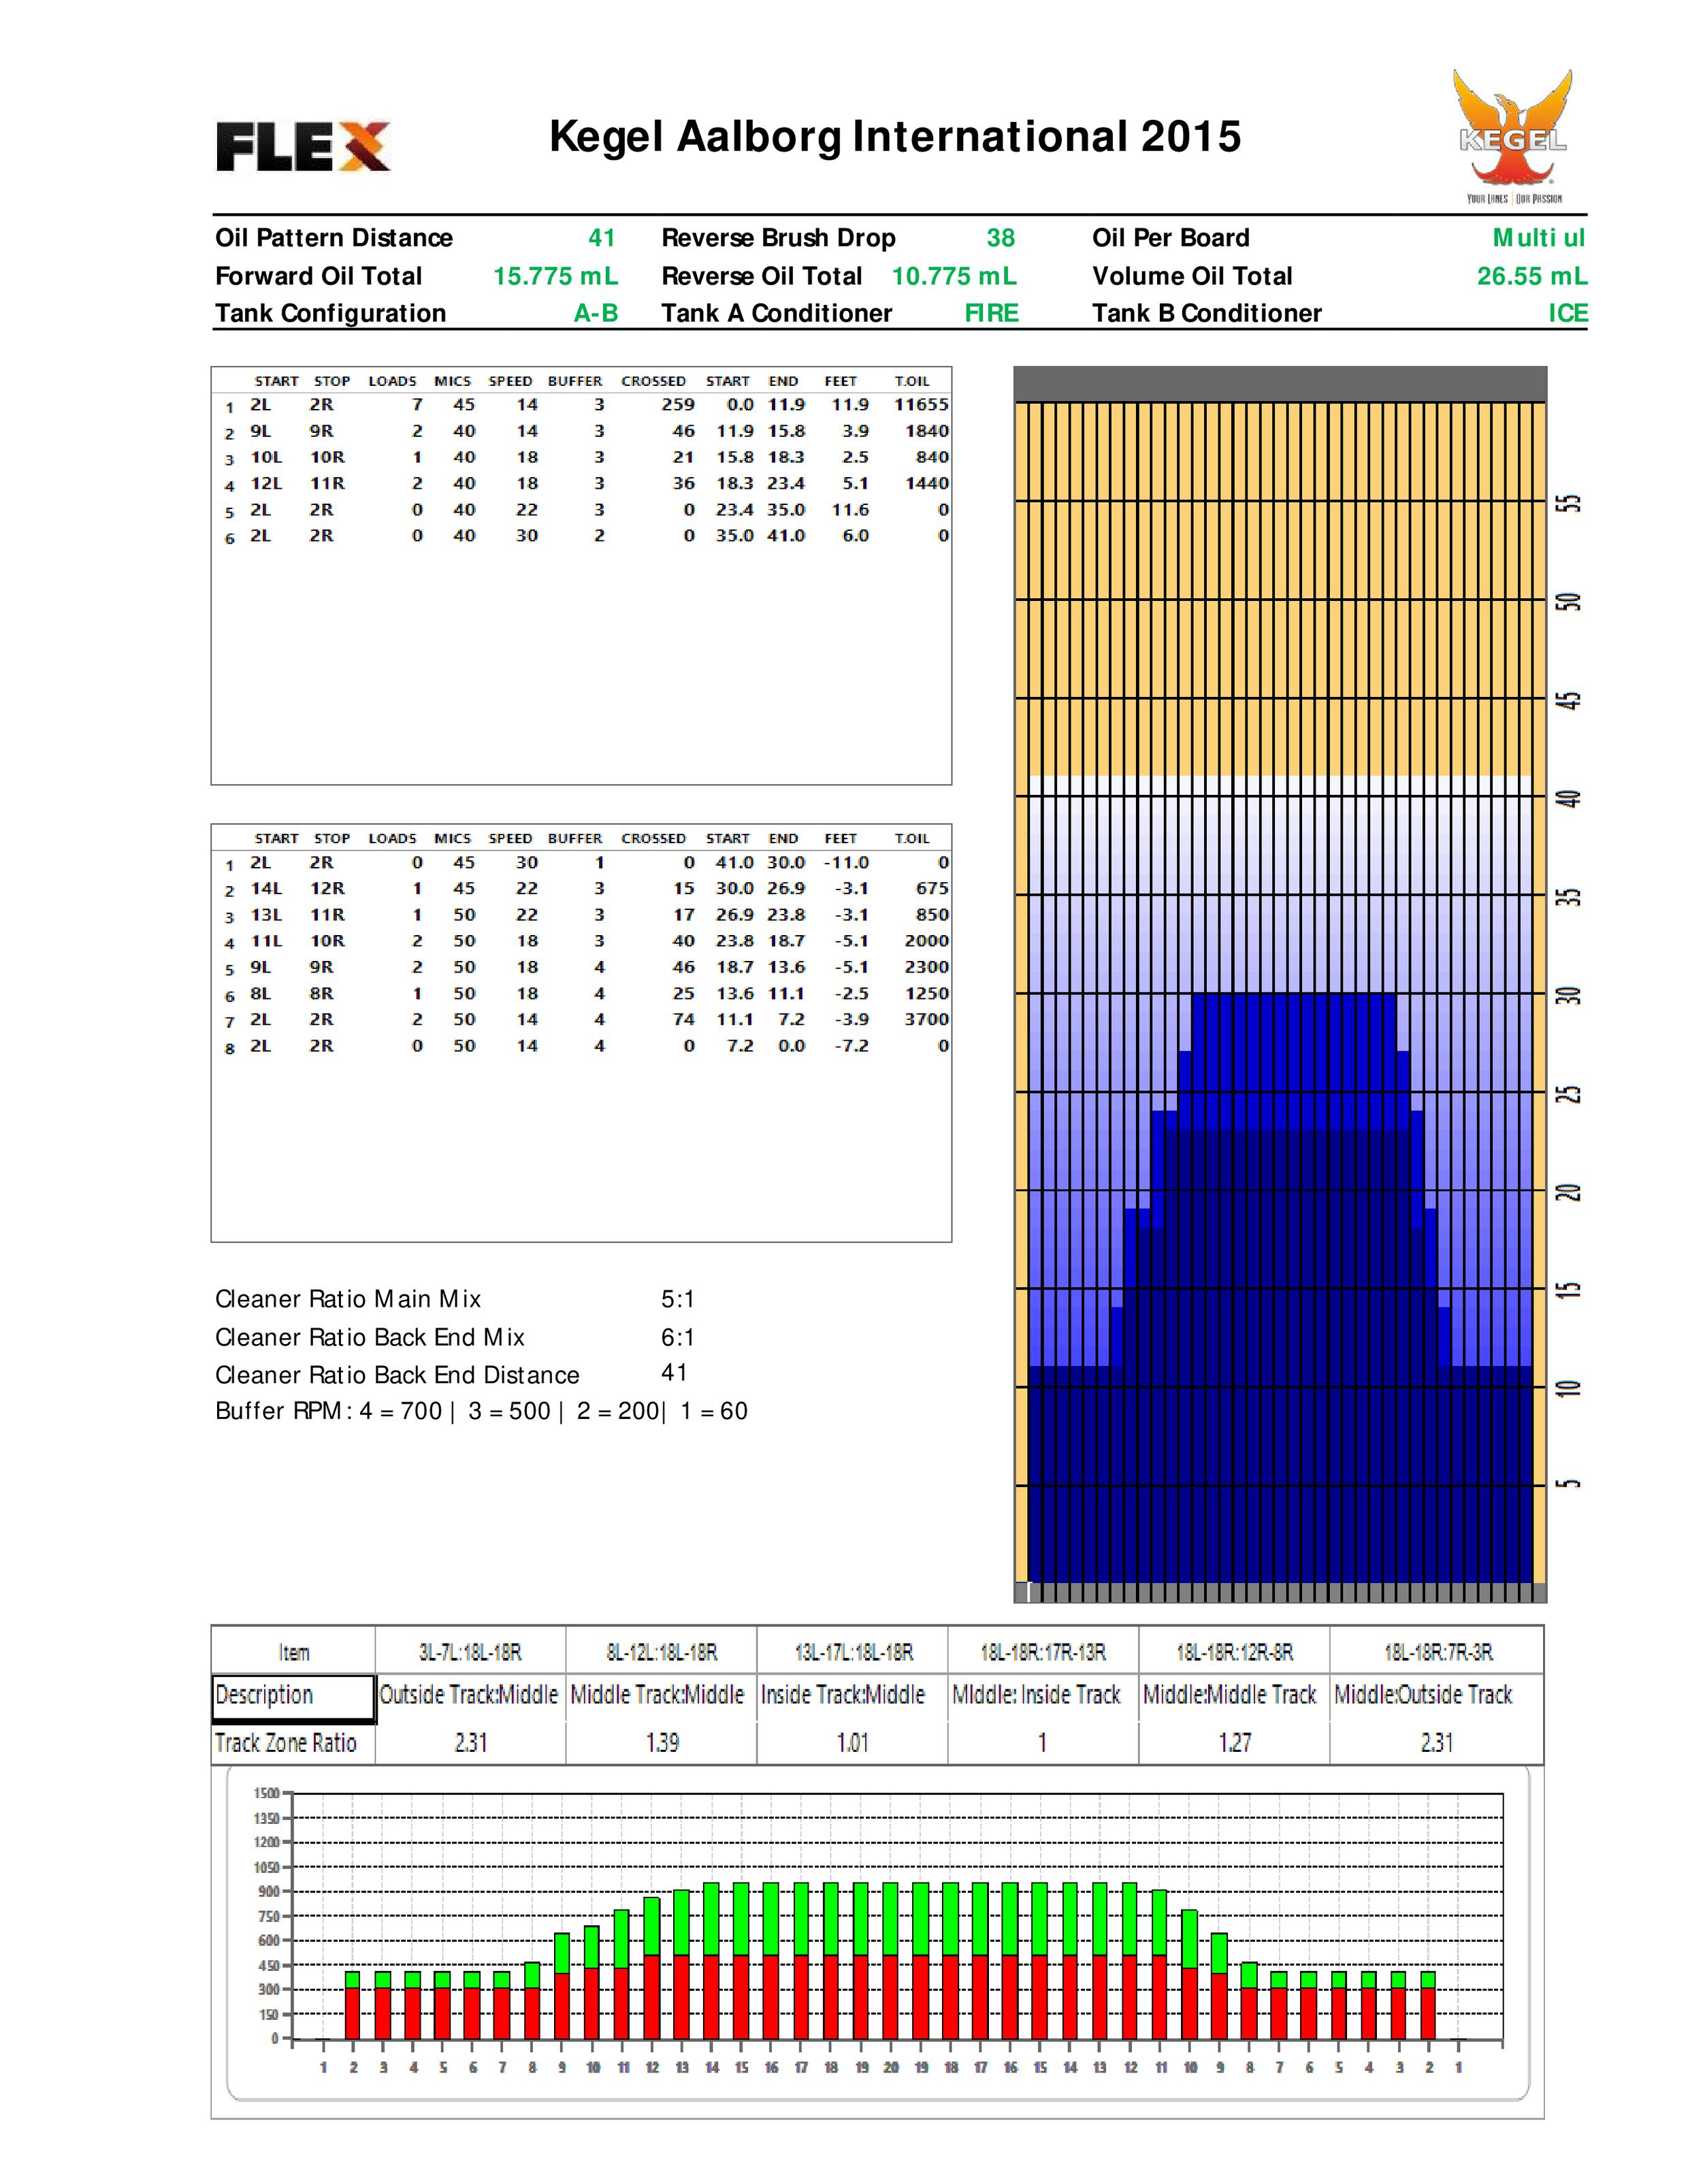 FLEX
Kegel Aalborg International 2015
KEGEL
YOUR LANES | OUR PASSION
Oil Pattern Distance 41 Reverse Brush Drop 38 Oil Per Board Multi ul
Forward Oil Total 15.775 mL Reverse Oil Total 10.775 mL Volume Oil Total 26.55 mL
Tank Configuration A-B Tank A Conditioner FIRE Tank B Conditioner ICE
START STOP LOADS MICS SPEED BUFFER CROSSED START END FEET T.OIL
1 2L 2R 7 45 14 3 259 0.0 11.9 11.9 11655
2 9L 9R 2 40 14 3 46 11.9 15.8 3.9 1840
3 10L 10R 1 40 18 3 21 15.8 18.3 2.5 840
4 12L 11R 2 40 18 3 36 18.3 23.4 5.1 1440
5 2L 2R 0 40 22 3 0 23.4 35.0 11.6 0
6 2L 2R 0 40 30 2 0 35.0 41.0 6.0 0
START STOP LOADS MICS SPEED BUFFER CROSSED START END FEET T.OIL
1 2L 2R 0 45 30 1 0 41.0 30.0 -11.0 0
2 14L 12R 1 45 22 3 15 30.0 26.9 -3.1 675
3 13L 11R 1 50 22 3 17 26.9 23.8 -3.1 850
4 11L 10R 2 50 18 3 40 23.8 18.7 -5.1 2000
5 9L 9R 2 50 18 4 46 18.7 13.6 -5.1 2300
6 8L 8R 1 50 18 4 25 13.6 11.1 -2.5 1250
7 2L 2R 2 50 14 4 74 11.1 7.2 -3.9 3700
8 2L 2R 0 50 14 4 0 7.2 0.0 -7.2 0
Cleaner Ratio Main Mix 5:1
Cleaner Ratio Back End Mix 6:1
Cleaner Ratio Back End Distance 41
Buffer RPM: 4 = 700 | 3 = 500 | 2 = 200| 1 = 60
55
50
45
40
35
30
25
20
15
10
5
Item 3L-7L:18L-18R 8L-12L:18L-18R 13L-17L:18L-18R 18L-18R:17R-13R 18L-18R:12R-8R 18L-18R:7R-3R
Description Outside Track:Middle Middle Track:Middle Inside Track:Middle MIddle: Inside Track Middle:Middle Track Middle:Outside Track
Track Zone Ratio 2.31 1.39 1.01 1 1.27 2.31
1500
1350
1200
1050
900
750
600
450
300
150
0
1 2 3 4 5 6 7 8 9 10 11 12 13 14 15 16 17 18 19 20 19 18 17 16 15 14 13 12 11 10 9 8 7 6 5 4 3 2 1